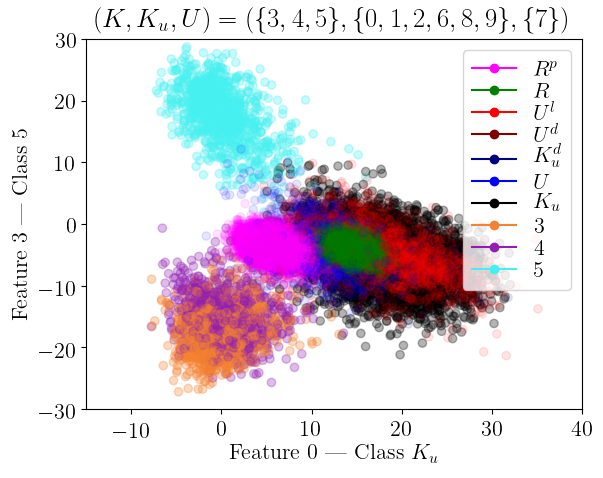 (K, K_u, U) = ({3, 4, 5}, {0, 1, 2, 6, 8, 9}, {7})
30
20
10
0
−10
−20
−30
Feature 3 — Class 5
R^p
R
U^l
U^d
K_u^d
U
K_u
3
4
5
−10
0
10
20
30
40
Feature 0 — Class K_u